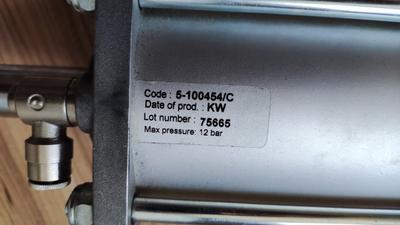 Code : 5-100454/C
Date of prod. : KW
Lot number : 75665
Max pressure: 12 bar